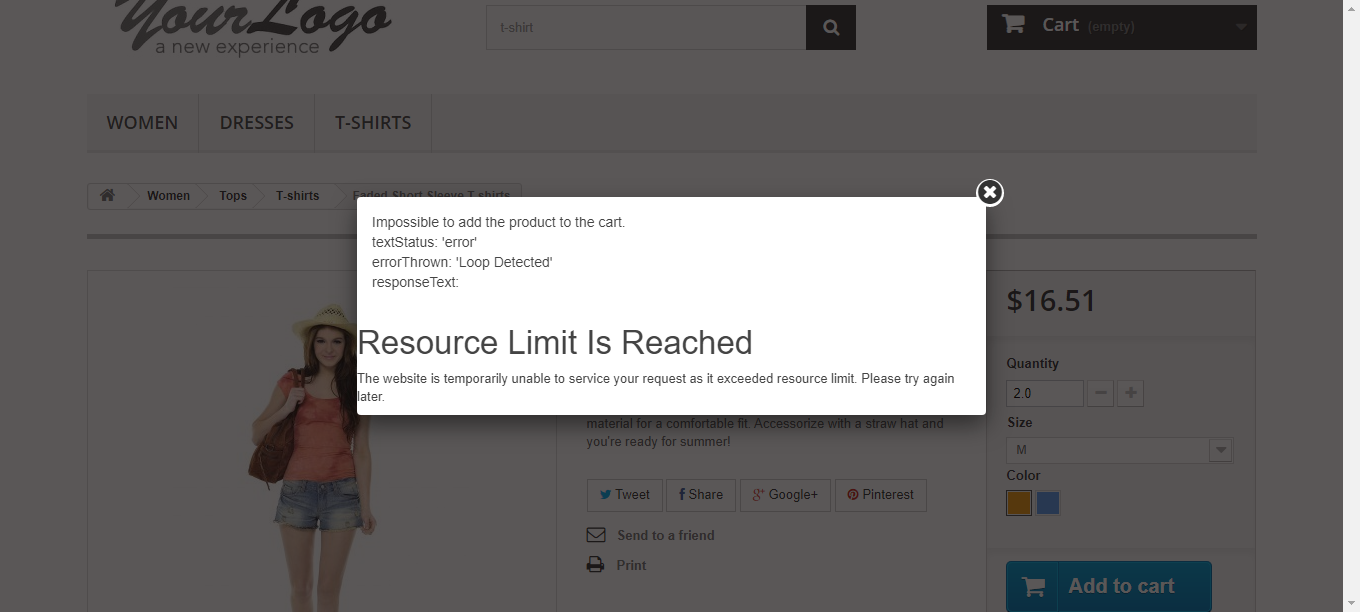 YourLogo
a new experience
t-shirt
Cart (empty)
WOMEN DRESSES T-SHIRTS
Women Tops T-shirts Faded Short Sleeve T-shirts
Impossible to add the product to the cart.
textStatus: 'error'
errorThrown: 'Loop Detected'
responseText:
Resource Limit Is Reached
The website is temporarily unable to service your request as it exceeded resource limit. Please try again
later.
material for a comfortable fit. Accessorize with a straw hat and
you're ready for summer!
Tweet Share Google+ Pinterest
Send to a friend
Print
$16.51
Quantity
2.0
Size
M
Color
Add to cart